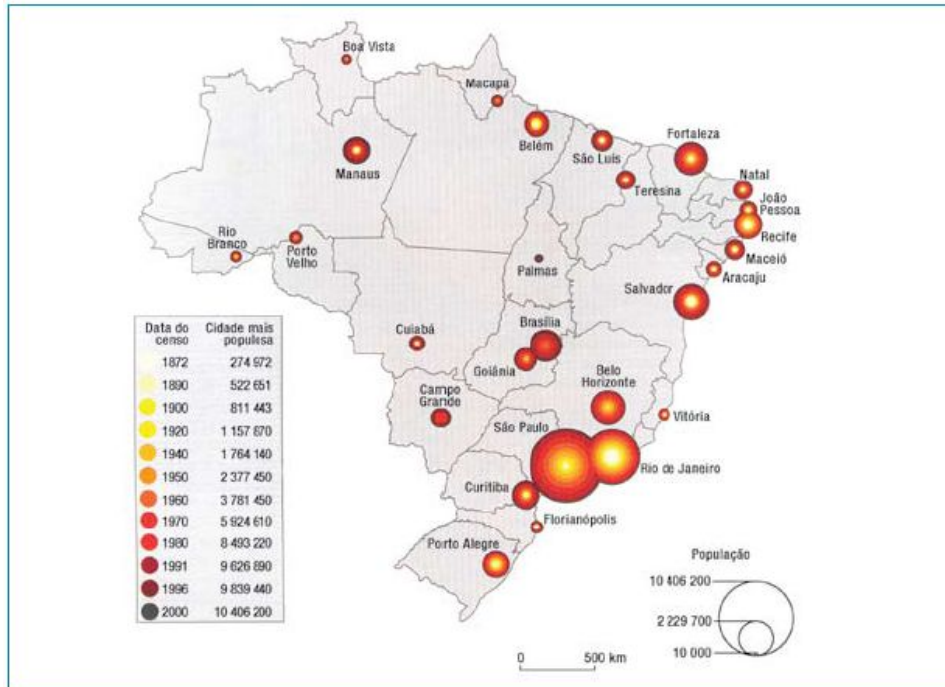 Boa Vista
Macapá
Belém
Manaus
São Luís
Fortaleza
Teresina
Natal
João
Pessoa
Recife
Maceió
Aracaju
Salvador
Rio
Branco
Porto
Velho
Palmas
Cuiabá
Brasília
Goiânia
Campo
Grande
Belo
Horizonte
Vitória
São Paulo
Rio de Janeiro
Curitiba
Florianópolis
Porto Alegre
Data do Cidade mais
censo populosa
1872 274 972
1890 522 651
1900 811 443
1920 1 157 870
1940 1 764 140
1950 2 377 450
1960 3 781 450
1970 5 924 610
1980 8 493 220
1991 9 626 890
1996 9 839 440
2000 10 406 200
População
10 406 200
2 229 700
10 000
0 500 km